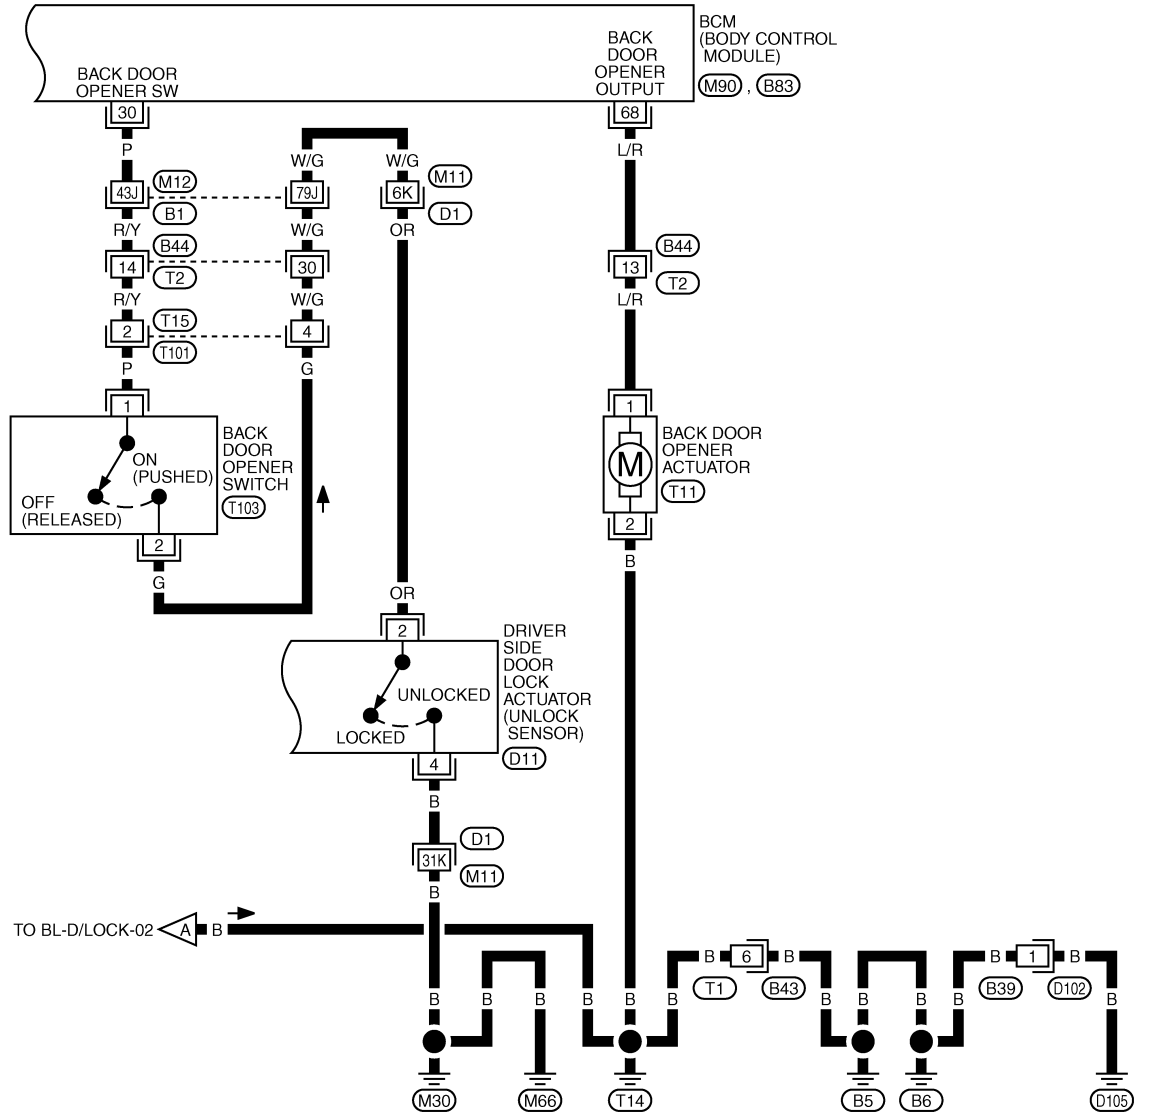 BCM
(BODY CONTROL
MODULE)
M90 , B83
BACK
DOOR
OPENER
OUTPUT
BACK DOOR
OPENER SW
30
68
P
W/G
W/G
L/R
43J
M12
B1
79J
6K
M11
D1
R/Y
W/G
OR
14
B44
T2
30
13
B44
T2
R/Y
W/G
L/R
2
T15
T101
4
P
G
1
1
BACK
DOOR
OPENER
SWITCH
T103
ON
(PUSHED)
OFF
(RELEASED)
M
BACK DOOR
OPENER
ACTUATOR
T11
2
2
G
B
OR
2
DRIVER
SIDE
DOOR
LOCK
ACTUATOR
(UNLOCK
SENSOR)
D11
UNLOCKED
LOCKED
4
B
31K
D1
M11
B
TO BL-D/LOCK-02
A
B
B
6
B
B
1
B
T1
B43
B39
D102
B
B
B
B
B
B
B
B
B
B
B
M30
M66
T14
B5
B6
D105